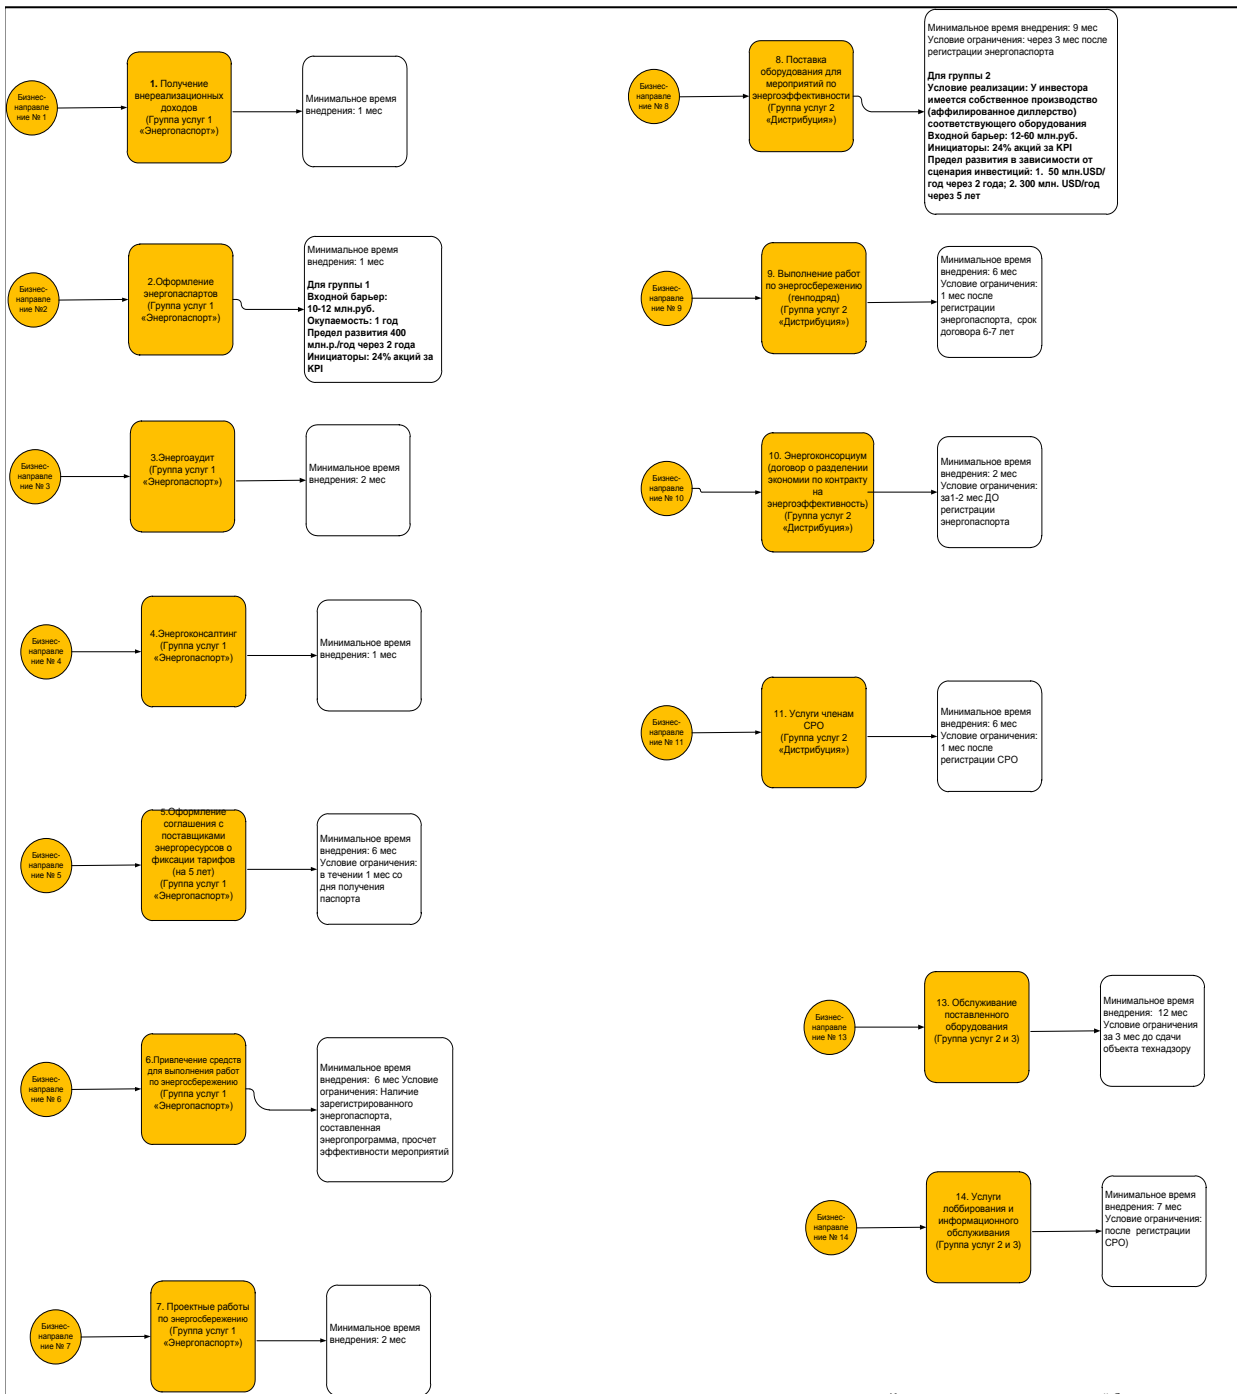 Бизнес-
направле
ние № 1
1. Получение
внереализационных
доходов
(Группа услуг 1
«Энергопаспорт»)
Минимальное время
внедрения: 1 мес
Бизнес-
направле
ние №2
2.Оформление
энергопаспартов
(Группа услуг 1
«Энергопаспорт»)
Минимальное время
внедрения: 1 мес
Для группы 1
Входной барьер:
10-12 млн.руб.
Окупаемость: 1 год
Предел развития 400
млн.р./год через 2 года
Инициаторы: 24% акций за
KPI
Бизнес-
направле
ние № 3
3.Энергоаудит
(Группа услуг 1
«Энергопаспорт»)
Минимальное время
внедрения: 2 мес
Бизнес-
направле
ние № 4
4.Энергоконсалтинг
(Группа услуг 1
«Энергопаспорт»)
Минимальное время
внедрения: 1 мес
Бизнес-
направле
ние № 5
5.Оформление
соглашения с
поставщиками
энергоресурсов о
фиксации тарифов
(на 5 лет)
(Группа услуг 1
«Энергопаспорт»)
Минимальное время
внедрения: 6 мес
Условие ограничения:
в течении 1 мес со
дня получения
паспорта
Бизнес-
направле
ние № 6
6.Привлечение средств
для выполнения работ
по энергосбережению
(Группа услуг 1
«Энергопаспорт»)
Минимальное время
внедрения:  6 мес Условие
ограничения: Наличие
зарегистрированного
энергопаспорта,
составленная
энергопрограмма, просчет
эффективности мероприятий
Бизнес-
направле
ние № 7
7. Проектные работы
по энергосбережению
(Группа услуг 1
«Энергопаспорт»)
Минимальное время
внедрения: 2 мес
Бизнес-
направле
ние № 8
8. Поставка
оборудования для
мероприятий по
энергоэффективности
(Группа услуг 2
«Дистрибуция»)
Минимальное время внедрения: 9 мес
Условие ограничения: через 3 мес после
регистрации энергопаспорта
Для группы 2
Условие реализации: У инвестора
имеется собственное производство
(аффилированное диллерство)
соответствующего оборудования
Входной барьер: 12-60 млн.руб.
Инициаторы: 24% акций за KPI
Предел развития в зависимости от
сценария инвестиций: 1.  50 млн.USD/
год через 2 года; 2. 300 млн. USD/год
через 5 лет
Бизнес-
направле
ние № 9
9. Выполнение работ
по энергосбережению
(генподряд)
(Группа услуг 2
«Дистрибуция»)
Минимальное время
внедрения: 6 мес
Условие ограничения:
1 мес после
регистрации
энергопаспорта,  срок
договора 6-7 лет
Бизнес-
направле
ние № 10
10. Энергоконсорциум
(договор о разделении
экономии по контракту
на
энергоэффективность)
(Группа услуг 2
«Дистрибуция»)
Минимальное время
внедрения: 2 мес
Условие ограничения:
за1-2 мес ДО
регистрации
энергопаспорта
Бизнес-
направле
ние № 11
11. Услуги членам
СРО
(Группа услуг 2
«Дистрибуция»)
Минимальное время
внедрения: 6 мес
Условие ограничения:
1 мес после
регистрации СРО
Бизнес-
направле
ние № 13
13. Обслуживание
поставленного
оборудования
(Группа услуг 2 и 3)
Минимальное время
внедрения:  12 мес
Условие ограничения
за 3 мес до сдачи
объекта технадзору
Бизнес-
направле
ние № 14
14. Услуги
лоббирования и
информационного
обслуживания
(Группа услуг 2 и 3)
Минимальное время
внедрения: 7 мес
Условие ограничения:
после  регистрации
СРО)